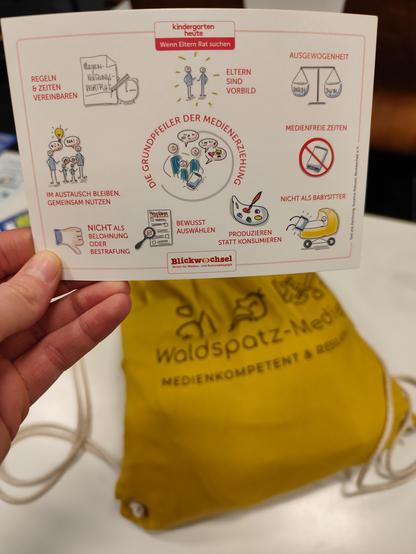 kindergarten
heute
Wenn Eltern Rat suchen
REGELN
& ZEITEN
VEREINBAREN
ELTERN
SIND
VORBILD
AUSGEWOGENHEIT
DIE GRUNDPFEILER DER MEDIENERZIEHUNG
MEDIENFREIE ZEITEN
IM AUSTAUSCH BLEIBEN,
GEMEINSAM NUTZEN
NICHT ALS
BELOHNUNG
ODER
BESTRAFUNG
BEWUSST
AUSWÄHLEN
PRODUZIEREN
STATT KONSUMIEREN
NICHT ALS BABYSITTER
Blickwechsel
Waldspatz-Medie
MEDIENKOMPETENT &